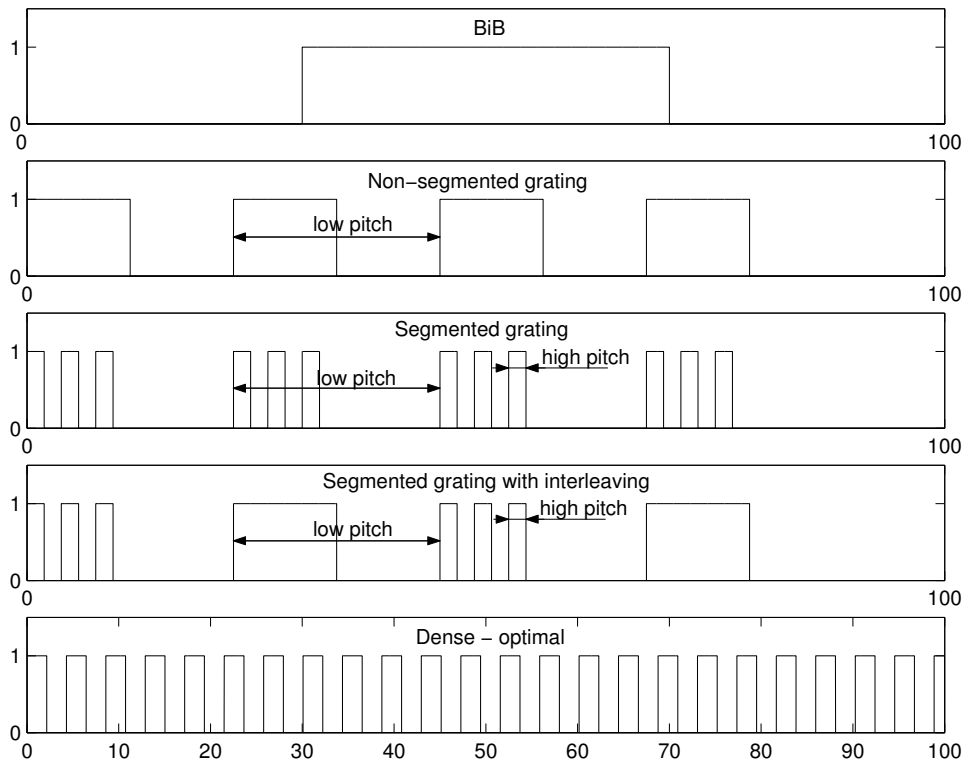 BiB
1
0
0 100
Non−segmented grating
1
low pitch
0
0 100
Segmented grating
1
high pitch
low pitch
0
0 100
Segmented grating with interleaving
1
high pitch
low pitch
0
0 100
Dense − optimal
1
0
0 10 20 30 40 50 60 70 80 90 100